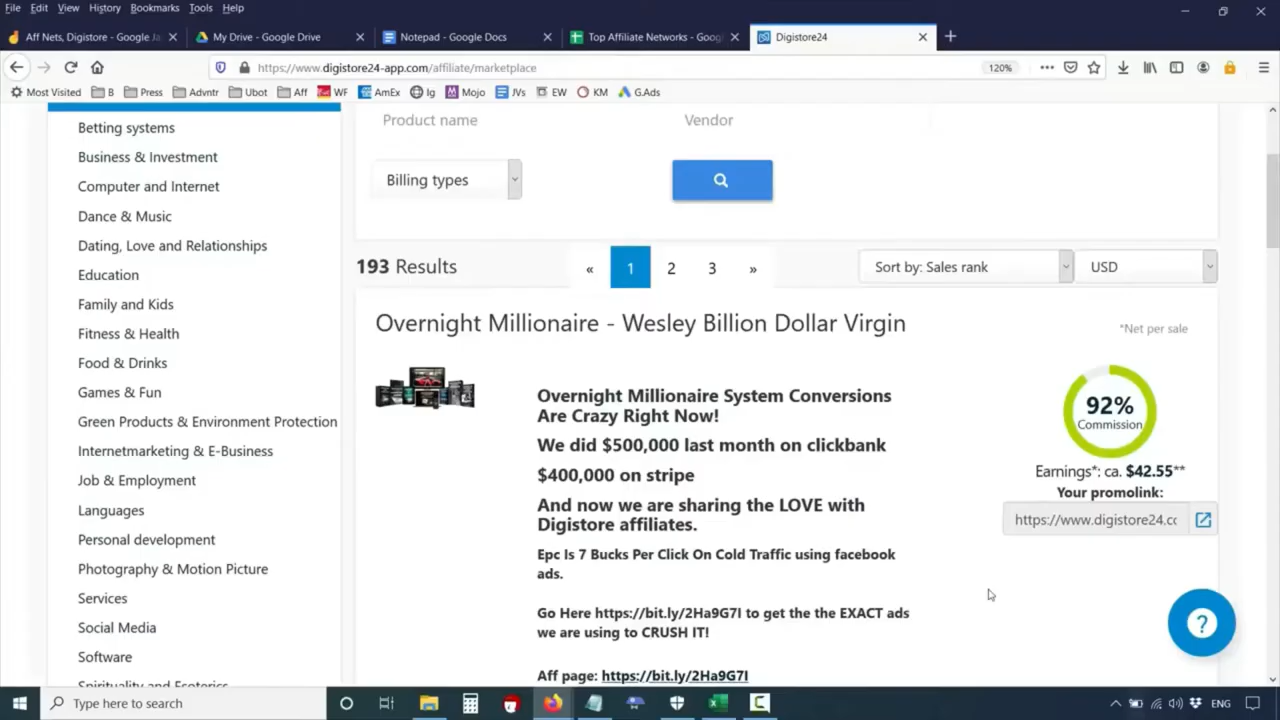 File Edit View History Bookmarks Tools Help
Aff Nets, Digistore - Google Ja
My Drive - Google Drive
Notepad - Google Docs
Top Affiliate Networks - Goog
Digistore24
https://www.digistore24-app.com/affiliate/marketplace
120%
Most Visited B Press Advntr Ubot Aff WF AmEx Ig Mojo JVs EW KM G.Ads
Betting systems
Business & Investment
Computer and Internet
Dance & Music
Dating, Love and Relationships
Education
Family and Kids
Fitness & Health
Food & Drinks
Games & Fun
Green Products & Environment Protection
Internetmarketing & E-Business
Job & Employment
Languages
Personal development
Photography & Motion Picture
Services
Social Media
Software
Spirituality and Esoterics
Product name
Vendor
Billing types
193 Results
« 1 2 3 »
Sort by: Sales rank
USD
Overnight Millionaire - Wesley Billion Dollar Virgin
*Net per sale
Overnight Millionaire System Conversions
Are Crazy Right Now!
We did $500,000 last month on clickbank
$400,000 on stripe
And now we are sharing the LOVE with
Digistore affiliates.
Epc Is 7 Bucks Per Click On Cold Traffic using facebook
ads.
Go Here https://bit.ly/2Ha9G7I to get the the EXACT ads
we are using to CRUSH IT!
Aff page: https://bit.ly/2Ha9G7I
92%
Commission
Earnings*: ca. $42.55**
Your promolink:
https://www.digistore24.cc
?
Type here to search
ENG